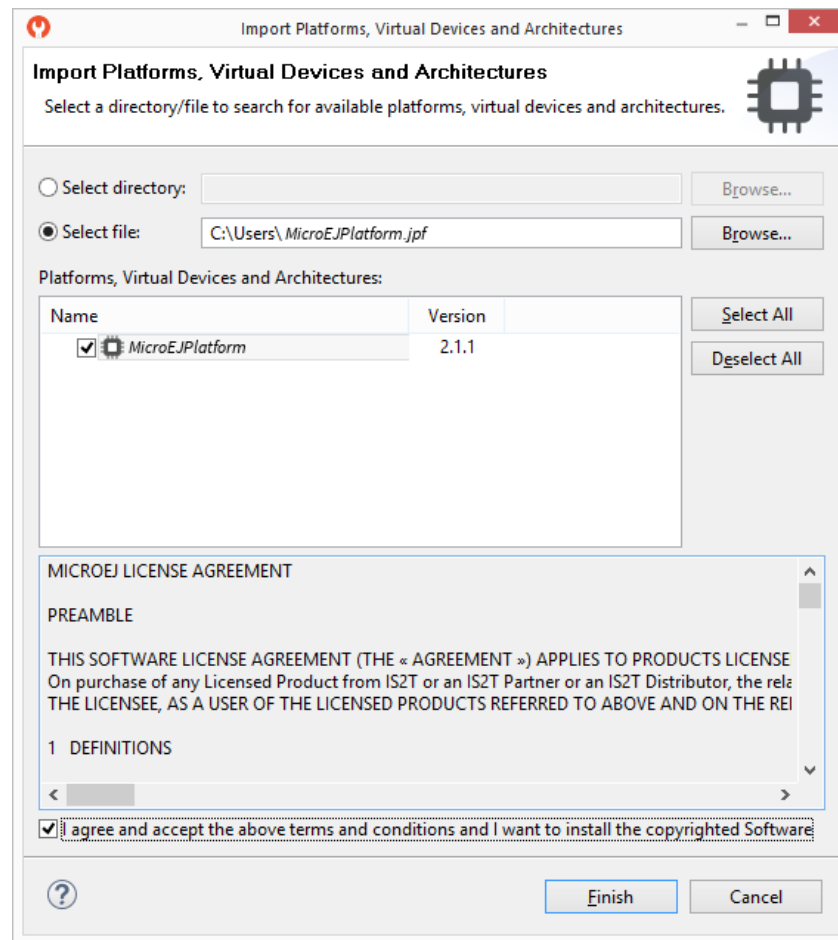 Import Platforms, Virtual Devices and Architectures
Import Platforms, Virtual Devices and Architectures
Select a directory/file to search for available platforms, virtual devices and architectures.
Select directory: Browse...
Select file: C:\Users\MicroEJPlatform.jpf Browse...
Platforms, Virtual Devices and Architectures:
Name Version Select All
MicroEJPlatform 2.1.1
Deselect All
MICROEJ LICENSE AGREEMENT
PREAMBLE
THIS SOFTWARE LICENSE AGREEMENT (THE « AGREEMENT ») APPLIES TO PRODUCTS LICENSE
On purchase of any Licensed Product from IS2T or an IS2T Partner or an IS2T Distributor, the rela
THE LICENSEE, AS A USER OF THE LICENSED PRODUCTS REFERRED TO ABOVE AND ON THE REI
1 DEFINITIONS
I agree and accept the above terms and conditions and I want to install the copyrighted Software
Finish Cancel